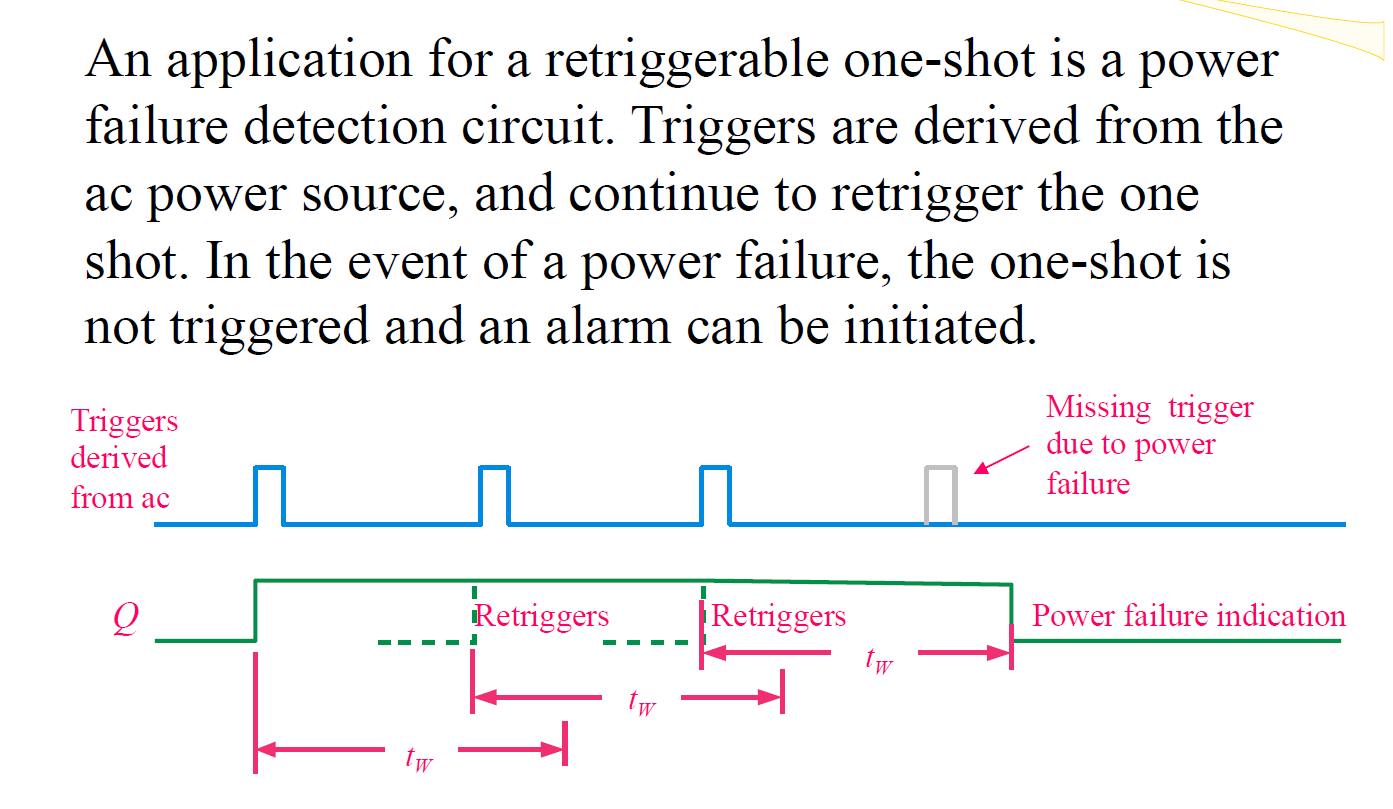 An application for a retriggerable one-shot is a power
failure detection circuit. Triggers are derived from the
ac power source, and continue to retrigger the one
shot. In the event of a power failure, the one-shot is
not triggered and an alarm can be initiated.
Triggers
derived
from ac
Missing trigger
due to power
failure
Q
Retriggers
Retriggers
Power failure indication
tW
tW
tW